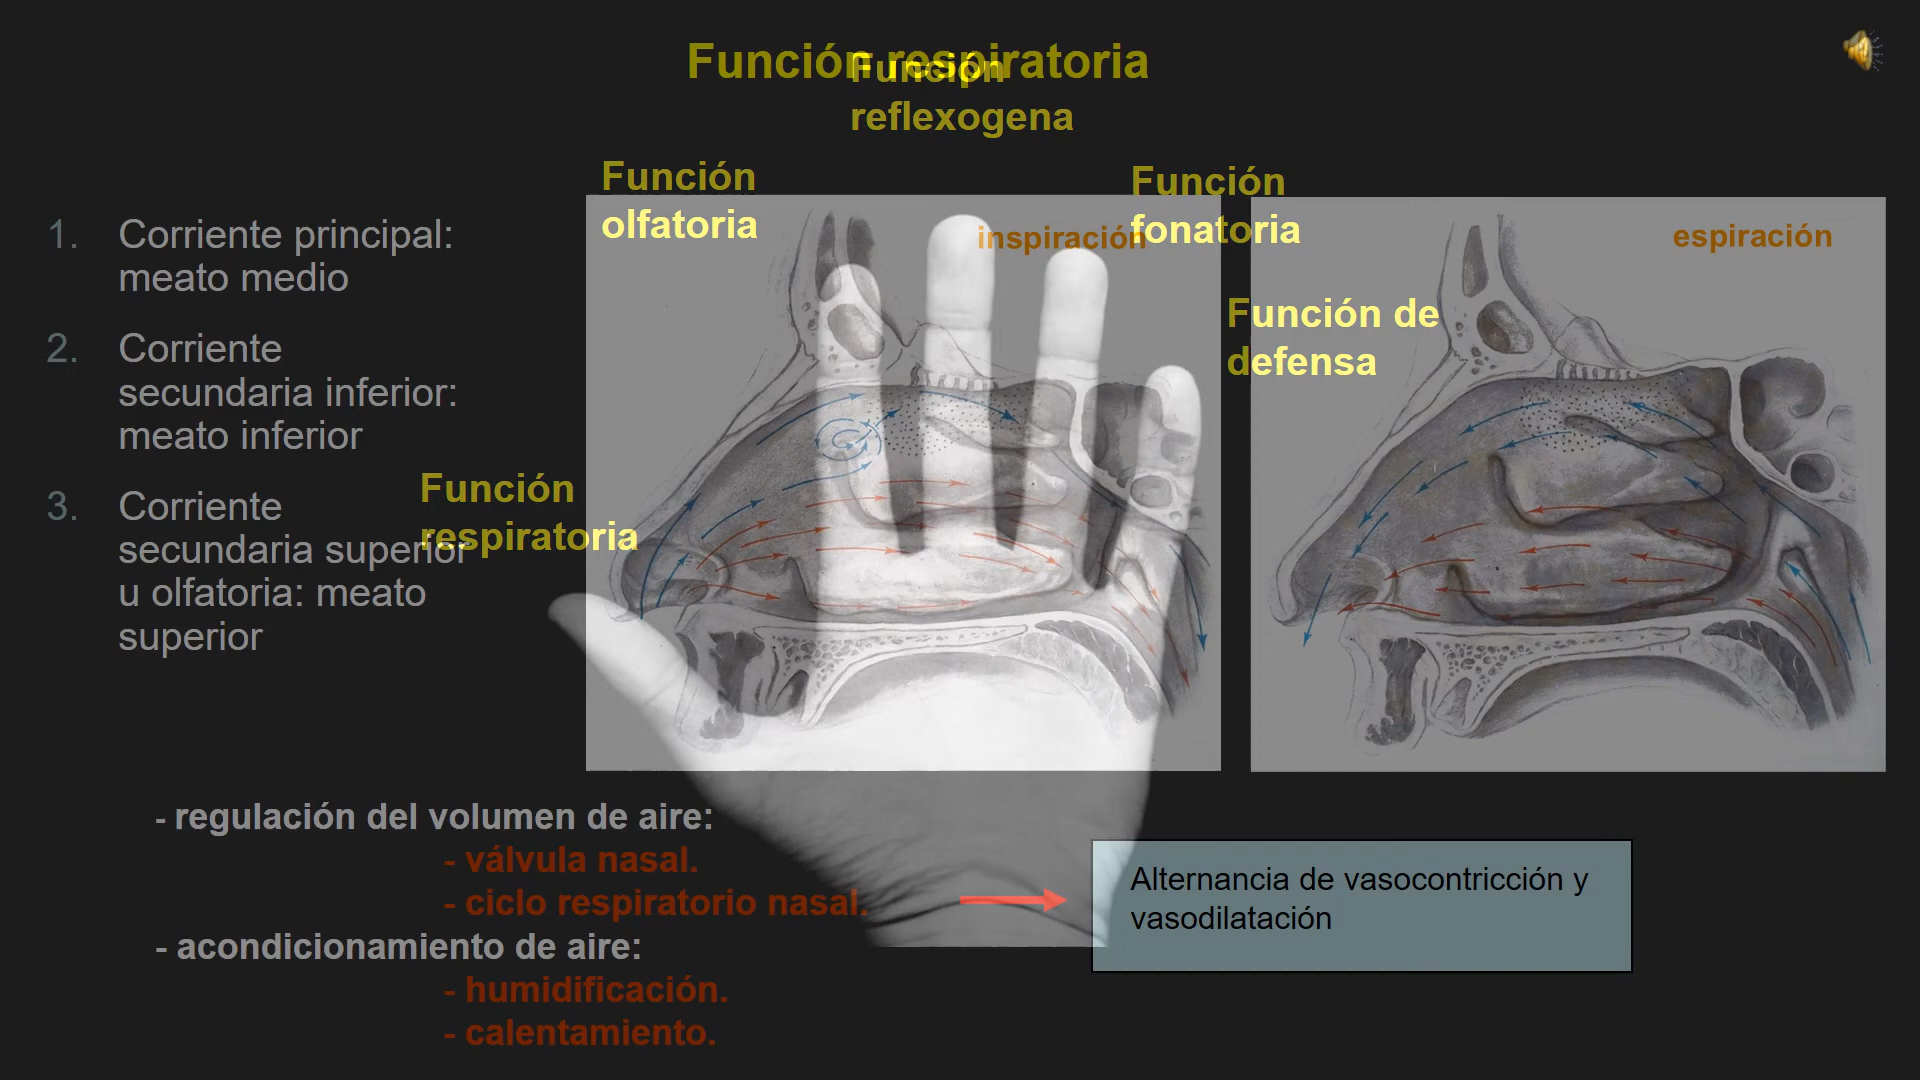 Función respiratoria
Función
reflexogena
Función
olfatoria
Función
fonatoria
inspiración
espiración
Función de
defensa
Función
respiratoria
1. Corriente principal:
meato medio
2. Corriente
secundaria inferior:
meato inferior
3. Corriente
secundaria superior
u olfatoria: meato
superior
- regulación del volumen de aire:
- válvula nasal.
- ciclo respiratorio nasal.
- acondicionamiento de aire:
- humidificación.
- calentamiento.
Alternancia de vasocontricción y
vasodilatación